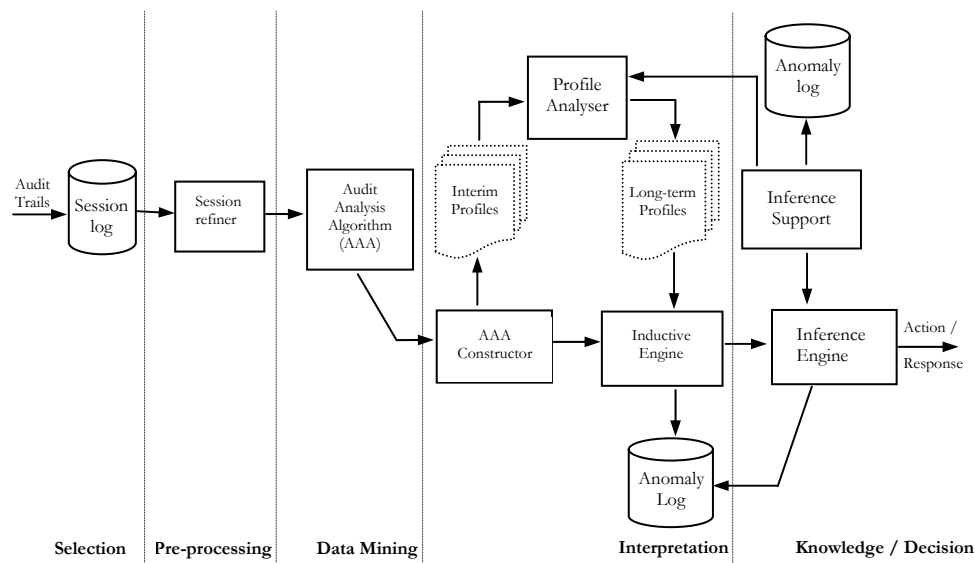 Audit
Trails
Session
log
Session
refiner
Audit
Analysis
Algorithm
(AAA)
Interim
Profiles
AAA
Constructor
Profile
Analyser
Long-term
Profiles
Inductive
Engine
Anomaly
Log
Anomaly
log
Inference
Support
Inference
Engine
Action /
Response
Selection
Pre-processing
Data Mining
Interpretation
Knowledge / Decision